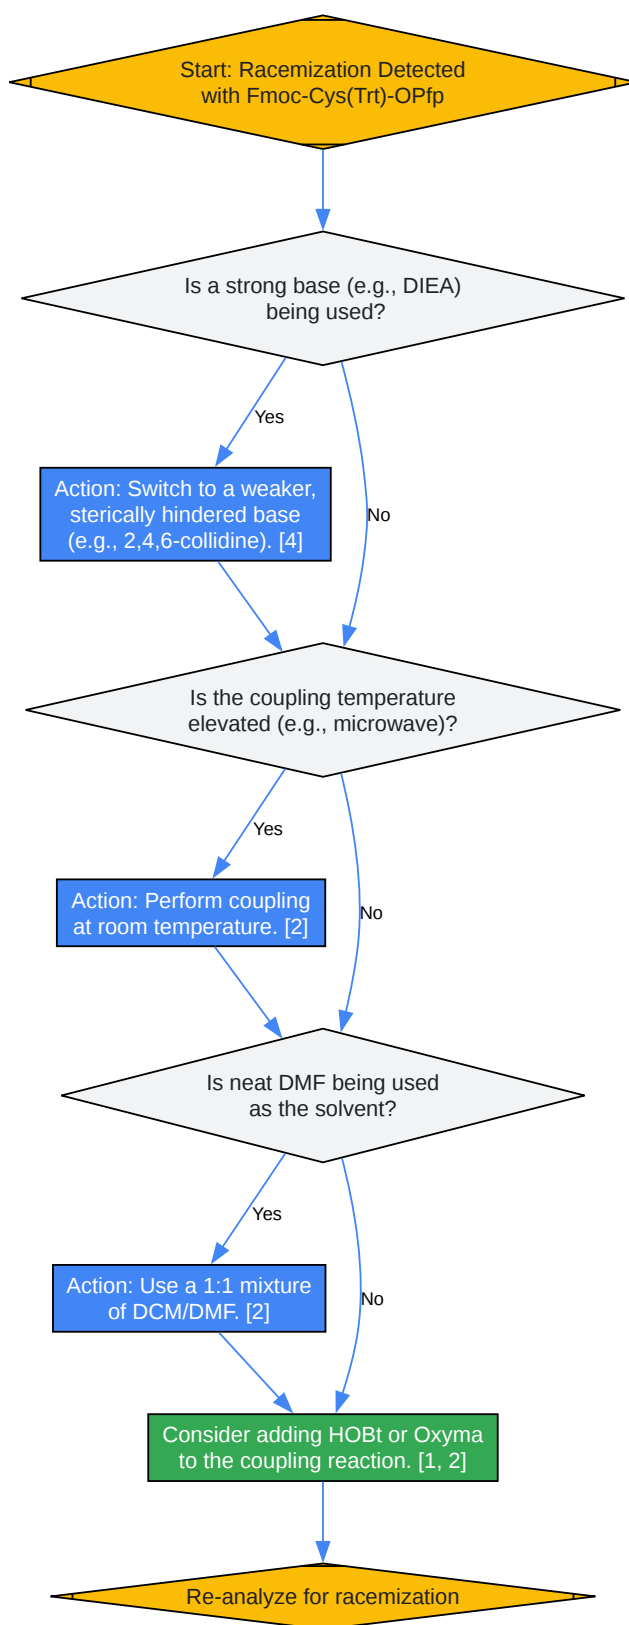 Start: Racemization Detected
with Fmoc-Cys(Trt)-OPfp
Is a strong base (e.g., DIEA)
being used?
Yes
No
Action: Switch to a weaker,
sterically hindered base
(e.g., 2,4,6-collidine). [4]
Is the coupling temperature
elevated (e.g., microwave)?
Yes
No
Action: Perform coupling
at room temperature. [2]
Is neat DMF being used
as the solvent?
Yes
No
Action: Use a 1:1 mixture
of DCM/DMF. [2]
Consider adding HOBt or Oxyma
to the coupling reaction. [1, 2]
Re-analyze for racemization